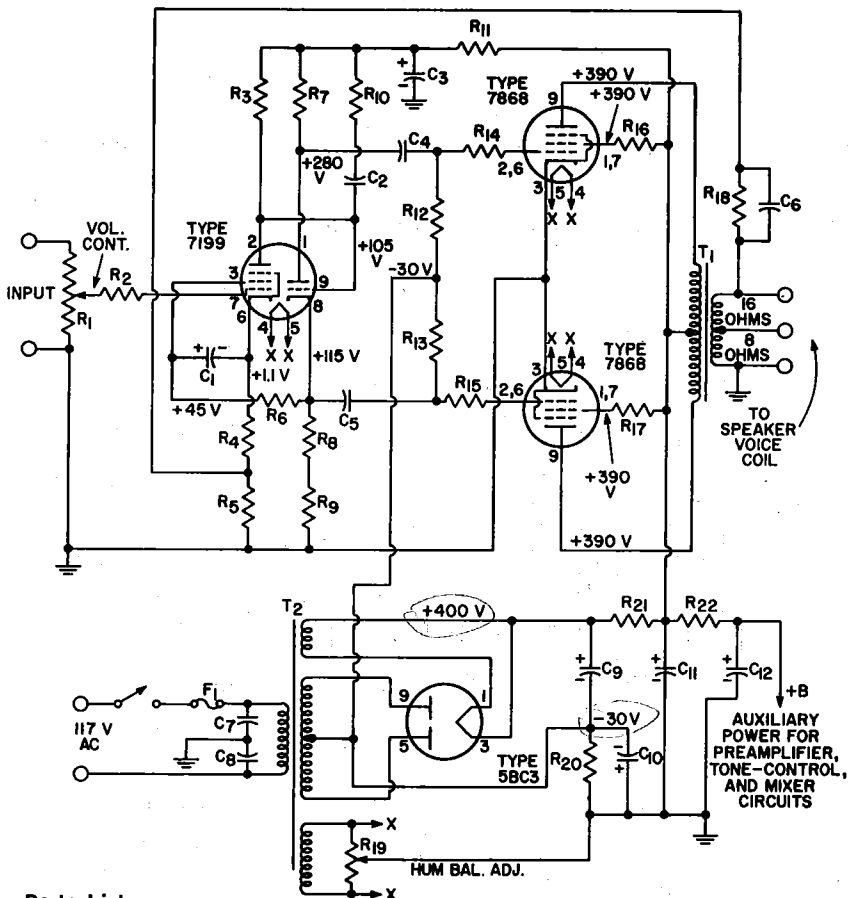 R11
+390 V
C3
TYPE
7868
9
+390 V
R3
R7
R10
R16
C4
R14
+280
V
2,6
1,7
C2
3
5
4
X X
R18
C6
VOL.
CONT.
TYPE
7199
R12
2
1
+105
V
T1
-30 V
R2
3
9
INPUT
7
8
16
OHMS
R1
6
4
5
R13
X X
TYPE
7868
8
OHMS
X X
+115 V
3
5
4
C1
+1.1 V
R15
2,6
1,7
+45 V
R6
C5
R17
TO
SPEAKER
VOICE
COIL
R4
R8
9
+390
V
R5
R9
+390 V
T2
+400 V
R21
R22
F1
9
1
C9
C11
C12
117 V
AC
C7
-30V
+B
C8
5
3
AUXILIARY
POWER FOR
PREAMPLIFIER,
TONE-CONTROL,
AND MIXER
CIRCUITS
TYPE
5BC3
R20
C10
X
R19
HUM BAL. ADJ.
X